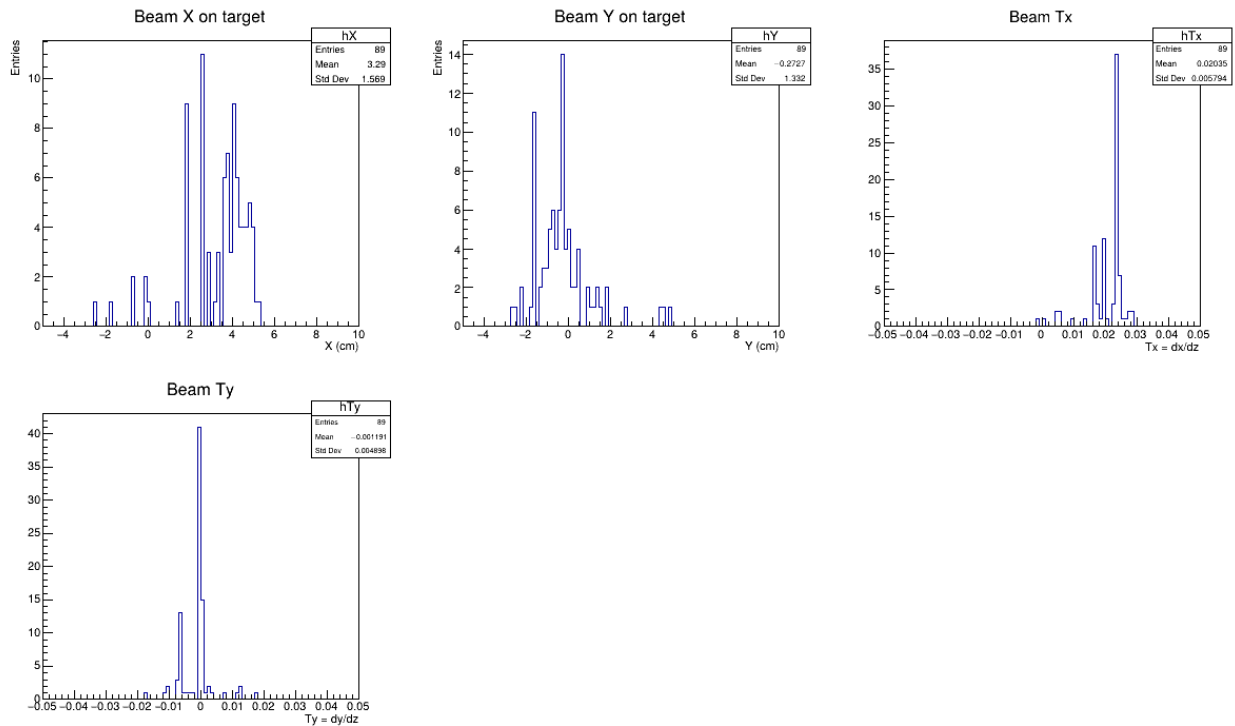 Beam X on target
hX
Entries 89
Mean 3.29
Std Dev 1.569
Entries
10
8
6
4
2
0
−4 −2 0 2 4 6 8 10
X (cm)
Beam Y on target
hY
Entries 89
Mean −0.2727
Std Dev 1.332
Entries
14
12
10
8
6
4
2
0
−4 −2 0 2 4 6 8 10
Y (cm)
Beam Tx
hTx
Entries 89
Mean 0.02035
Std Dev 0.005794
35
30
25
20
15
10
5
0
−0.05 −0.04 −0.03 −0.02 −0.01 0 0.01 0.02 0.03 0.04 0.05
Tx = dx/dz
Beam Ty
hTy
Entries 89
Mean −0.001191
Std Dev 0.004898
40
35
30
25
20
15
10
5
0
−0.05 −0.04 −0.03 −0.02 −0.01 0 0.01 0.02 0.03 0.04 0.05
Ty = dy/dz